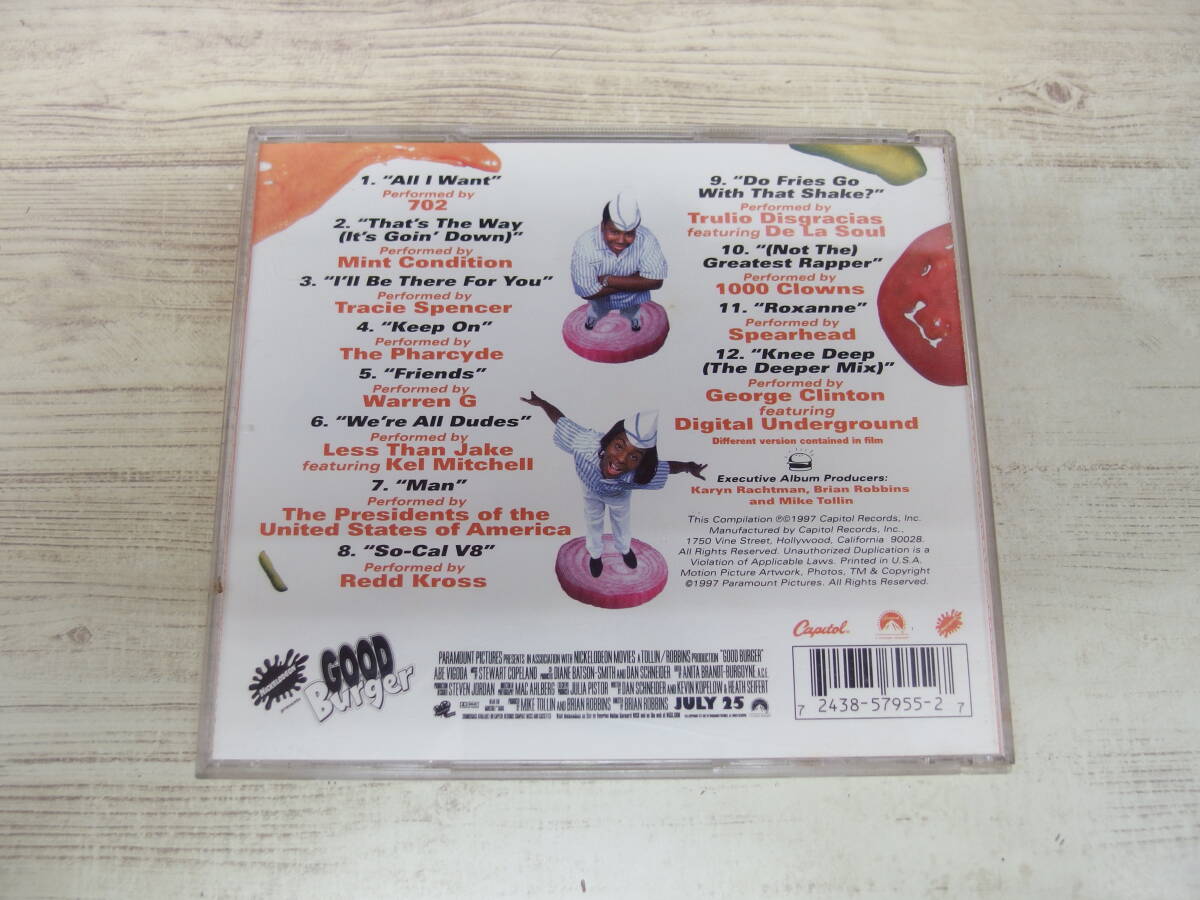 1. “All I Want”
Performed by
702
2. “That's The Way
(It's Goin' Down)”
Performed by
Mint Condition
3. “I'll Be There For You”
Performed by
Tracie Spencer
4. “Keep On”
Performed by
The Pharcyde
5. “Friends”
Performed by
Warren G
6. “We're All Dudes”
Performed by
Less Than Jake
featuring Kel Mitchell
7. “Man”
Performed by
The Presidents of the
United States of America
8. “So-Cal V8”
Performed by
Redd Kross
9. “Do Fries Go
With That Shake?”
Performed by
Trulio Disgracias
featuring De La Soul
10. “(Not The)
Greatest Rapper”
Performed by
1000 Clowns
11. “Roxanne”
Performed by
Spearhead
12. “Knee Deep
(The Deeper Mix)”
Performed by
George Clinton
featuring
Digital Underground
Different version contained in film
Executive Album Producers:
Karyn Rachtman, Brian Robbins
and Mike Tollin
This Compilation ℗©1997 Capitol Records, Inc.
Manufactured by Capitol Records, Inc.,
1750 Vine Street, Hollywood, California 90028.
All Rights Reserved. Unauthorized Duplication is a
Violation of Applicable Laws. Printed in U.S.A.
Motion Picture Artwork, Photos, TM & Copyright
©1997 Paramount Pictures. All Rights Reserved.
GOOD
Burger
PARAMOUNT PICTURES PRESENTS IN ASSOCIATION WITH NICKELODEON MOVIES A TOLLIN/ROBBINS PRODUCTION “GOOD BURGER”
ABE VIGODA STEWART COPELAND DIANE BATSON-SMITH AND DAN SCHNEIDER ANITA BRANDT-BURGOYNE, A.C.E.
STEVEN JORDAN MAC AHLBERG JULIA PISTOR DAN SCHNEIDER AND KEVIN KOPELOW & HEATH SEIFERT
MIKE TOLLIN AND BRIAN ROBBINS BRIAN ROBBINS JULY 25
Capitol
7 2438-57955-2 7